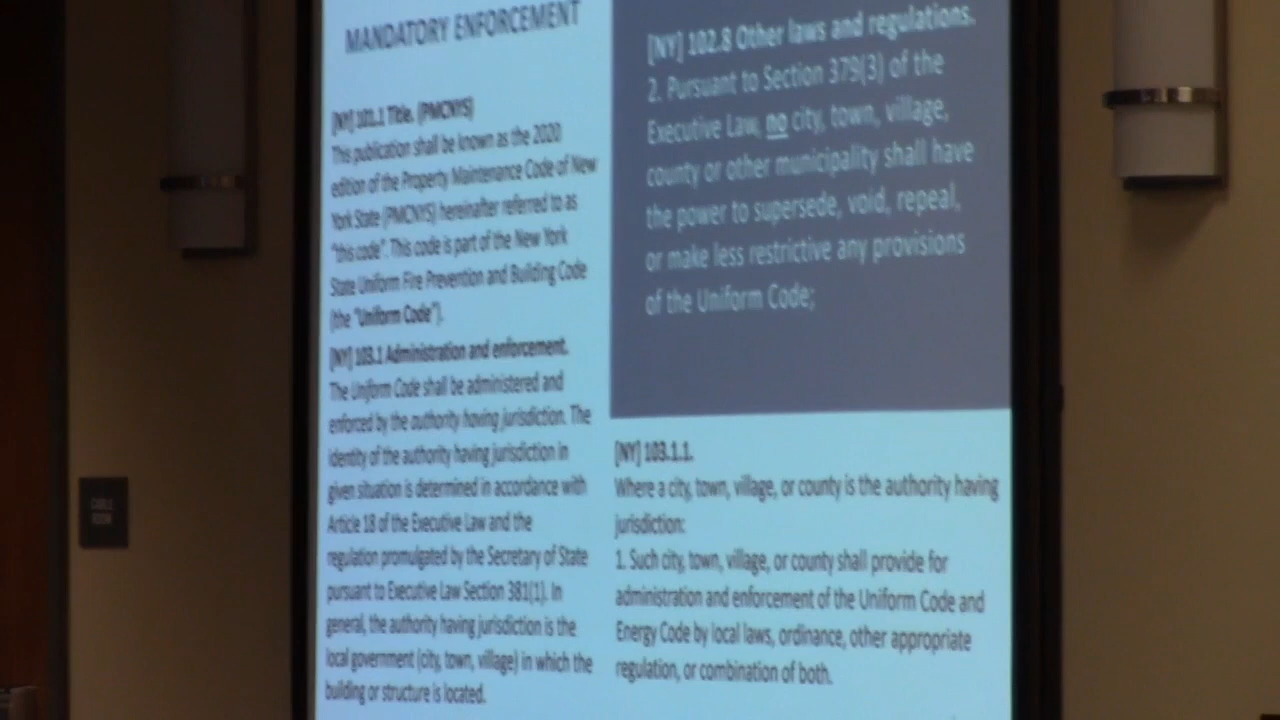 MANDATORY ENFORCEMENT
[NY] 101.1 Title. (PMCNYS)
This publication shall be known as the 2020
edition of the Property Maintenance Code of New
York State (PMCNYS) hereinafter referred to as
"this code". This code is part of the New York
State Uniform Fire Prevention and Building Code
(the "Uniform Code").
[NY] 103.1 Administration and enforcement.
The Uniform Code shall be administered and
enforced by the authority having jurisdiction. The
identity of the authority having jurisdiction in
given situation is determined in accordance with
Article 18 of the Executive Law and the
regulation promulgated by the Secretary of State
pursuant to Executive Law Section 381(1). In
general, the authority having jurisdiction is the
local government (city, town, village) in which the
building or structure is located.
[NY] 102.8 Other laws and regulations.
2. Pursuant to Section 379(3) of the
Executive Law, no city, town, village,
county or other municipality shall have
the power to supersede, void, repeal,
or make less restrictive any provisions
of the Uniform Code;
[NY] 103.1.1.
Where a city, town, village, or county is the authority having
jurisdiction:
1. Such city, town, village, or county shall provide for
administration and enforcement of the Uniform Code and
Energy Code by local laws, ordinance, other appropriate
regulation, or combination of both.